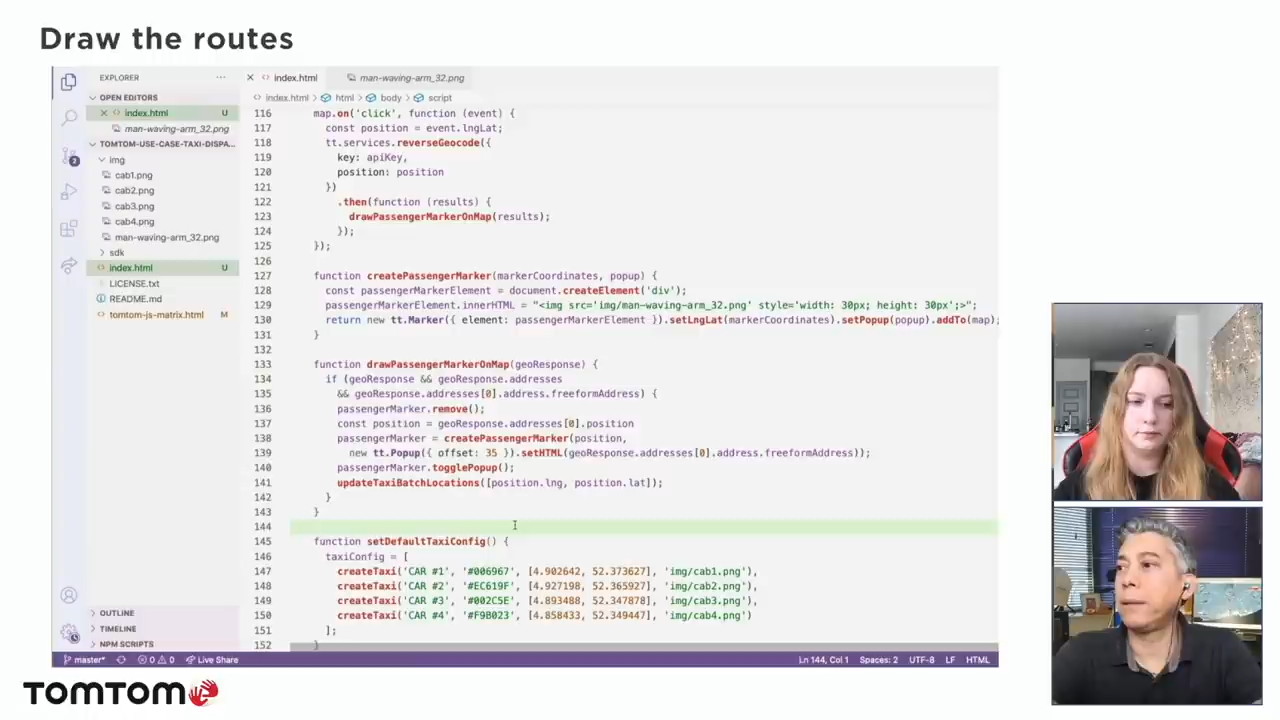 Draw the routes
EXPLORER
···
index.html
man-waving-arm_32.png
OPEN EDITORS
index.html > html > body > script
index.html U
man-waving-arm_32.png
TOMTOM-USE-CASE-TAXI-DISPA...
img
cab1.png
cab2.png
cab3.png
cab4.png
man-waving-arm_32.png
sdk
index.html U
LICENSE.txt
README.md
tomtom-js-matrix.html M
OUTLINE
TIMELINE
NPM SCRIPTS
2
116 map.on('click', function (event) {
117 const position = event.lngLat;
118 tt.services.reverseGeocode({
119 key: apiKey,
120 position: position
121 })
122 .then(function (results) {
123 drawPassengerMarkerOnMap(results);
124 });
125 });
126
127 function createPassengerMarker(markerCoordinates, popup) {
128 const passengerMarkerElement = document.createElement('div');
129 passengerMarkerElement.innerHTML = "<img src='img/man-waving-arm_32.png' style='width: 30px; height: 30px';>";
130 return new tt.Marker({ element: passengerMarkerElement }).setLngLat(markerCoordinates).setPopup(popup).addTo(map);
131 }
132
133 function drawPassengerMarkerOnMap(geoResponse) {
134 if (geoResponse && geoResponse.addresses
135 && geoResponse.addresses[0].address.freeformAddress) {
136 passengerMarker.remove();
137 const position = geoResponse.addresses[0].position
138 passengerMarker = createPassengerMarker(position,
139 new tt.Popup({ offset: 35 }).setHTML(geoResponse.addresses[0].address.freeformAddress));
140 passengerMarker.togglePopup();
141 updateTaxiBatchLocations([position.lng, position.lat]);
142 }
143 }
144
145 function setDefaultTaxiConfig() {
146 taxiConfig = [
147 createTaxi('CAR #1', '#006967', [4.902642, 52.373627], 'img/cab1.png'),
148 createTaxi('CAR #2', '#EC619F', [4.927198, 52.365927], 'img/cab2.png'),
149 createTaxi('CAR #3', '#002C5E', [4.893488, 52.347878], 'img/cab3.png'),
150 createTaxi('CAR #4', '#F9B023', [4.858433, 52.349447], 'img/cab4.png')
151 ];
152 }
master* 0 0 Live Share
Ln 144, Col 1 Spaces: 2 UTF-8 LF HTML
TOMTOM